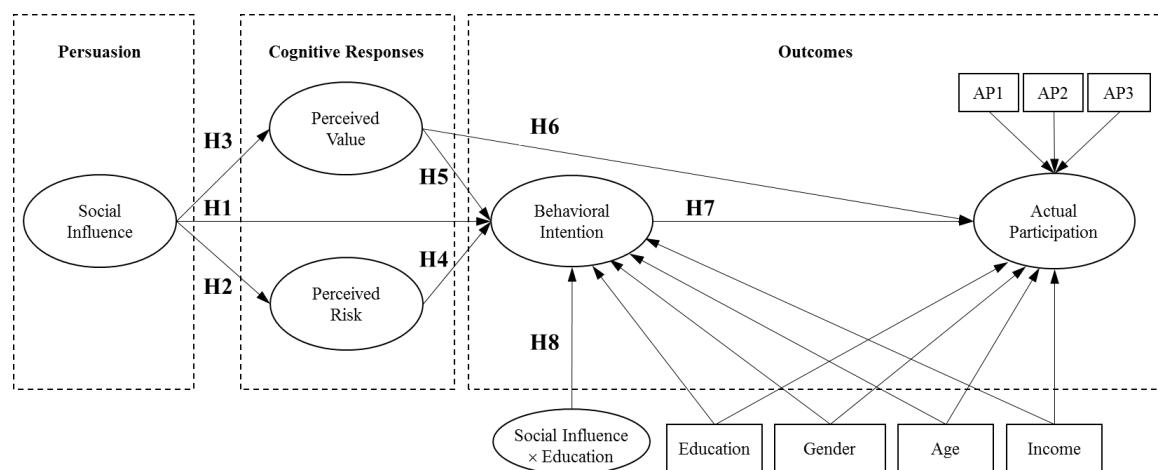 Persuasion
Cognitive Responses
Outcomes
AP1
AP2
AP3
Perceived
Value
H6
H3
H5
Social
Influence
H1
Behavioral
Intention
H7
Actual
Participation
H4
H2
Perceived
Risk
H8
Social Influence
× Education
Education
Gender
Age
Income